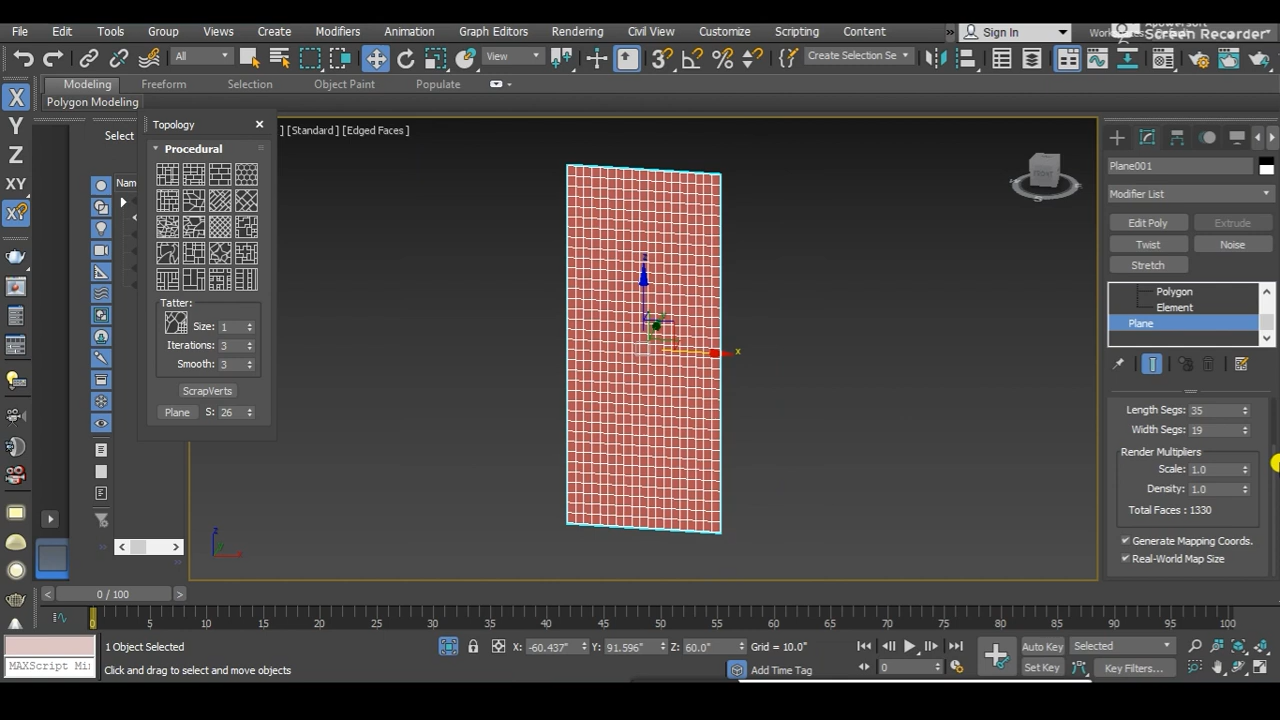 Apowersoft
Screen Recorder
File Edit Tools Group Views Create Modifiers Animation Graph Editors Rendering Civil View Customize Scripting Content » Sign In
All View Create Selection Se
Modeling Freeform Selection Object Paint Populate
Polygon Modeling
X
Y
Z
XY
Select
Nam
Topology
Procedural
Tatter:
Size: 1
Iterations: 3
Smooth: 3
ScrapVerts
Plane S: 26
] [Standard ] [Edged Faces ]
FRONT
z
x
z
Plane001
Modifier List
Edit Poly Extrude
Twist Noise
Stretch
Polygon
Element
Plane
Length Segs: 35
Width Segs: 19
Render Multipliers
Scale: 1.0
Density: 1.0
Total Faces : 1330
Generate Mapping Coords.
Real-World Map Size
< 0 / 100 >
0 5 10 15 20 25 30 35 40 45 50 55 60 65 70 75 80 85 90 95 100
1 Object Selected X: -60.437" Y: 91.596" Z: 60.0" Grid = 10.0" Auto Key Selected
MAXScript Mi Click and drag to select and move objects Add Time Tag 0 Set Key Key Filters...